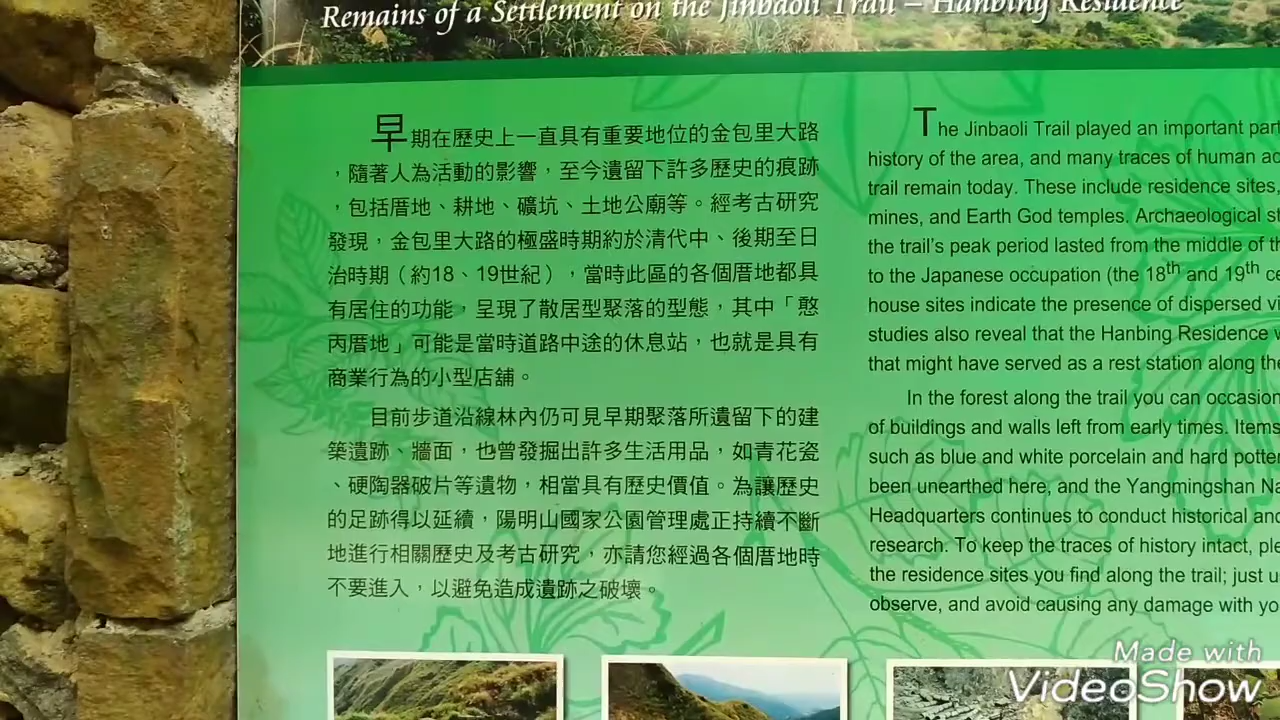 Remains of a Settlement on the Jinbaoli Trail – Hanbing Residence
早期在歷史上一直具有重要地位的金包里大路
，隨著人為活動的影響，至今遺留下許多歷史的痕跡
，包括厝地、耕地、礦坑、土地公廟等。經考古研究
發現，金包里大路的極盛時期約於清代中、後期至日
治時期（約18、19世紀），當時此區的各個厝地都具
有居住的功能，呈現了散居型聚落的型態，其中「憨
丙厝地」可能是當時道路中途的休息站，也就是具有
商業行為的小型店舖。
目前步道沿線林內仍可見早期聚落所遺留下的建
築遺跡、牆面，也曾發掘出許多生活用品，如青花瓷
、硬陶器破片等遺物，相當具有歷史價值。為讓歷史
的足跡得以延續，陽明山國家公園管理處正持續不斷
地進行相關歷史及考古研究，亦請您經過各個厝地時
不要進入，以避免造成遺跡之破壞。
The Jinbaoli Trail played an important par
history of the area, and many traces of human ac
trail remain today. These include residence sites,
mines, and Earth God temples. Archaeological s
the trail's peak period lasted from the middle of th
to the Japanese occupation (the 18th and 19th ce
house sites indicate the presence of dispersed vi
studies also reveal that the Hanbing Residence w
that might have served as a rest station along the
In the forest along the trail you can occasion
of buildings and walls left from early times. Items
such as blue and white porcelain and hard potter
been unearthed here, and the Yangmingshan Na
Headquarters continues to conduct historical and
research. To keep the traces of history intact, ple
the residence sites you find along the trail; just u
observe, and avoid causing any damage with yo
Made with
VideoShow